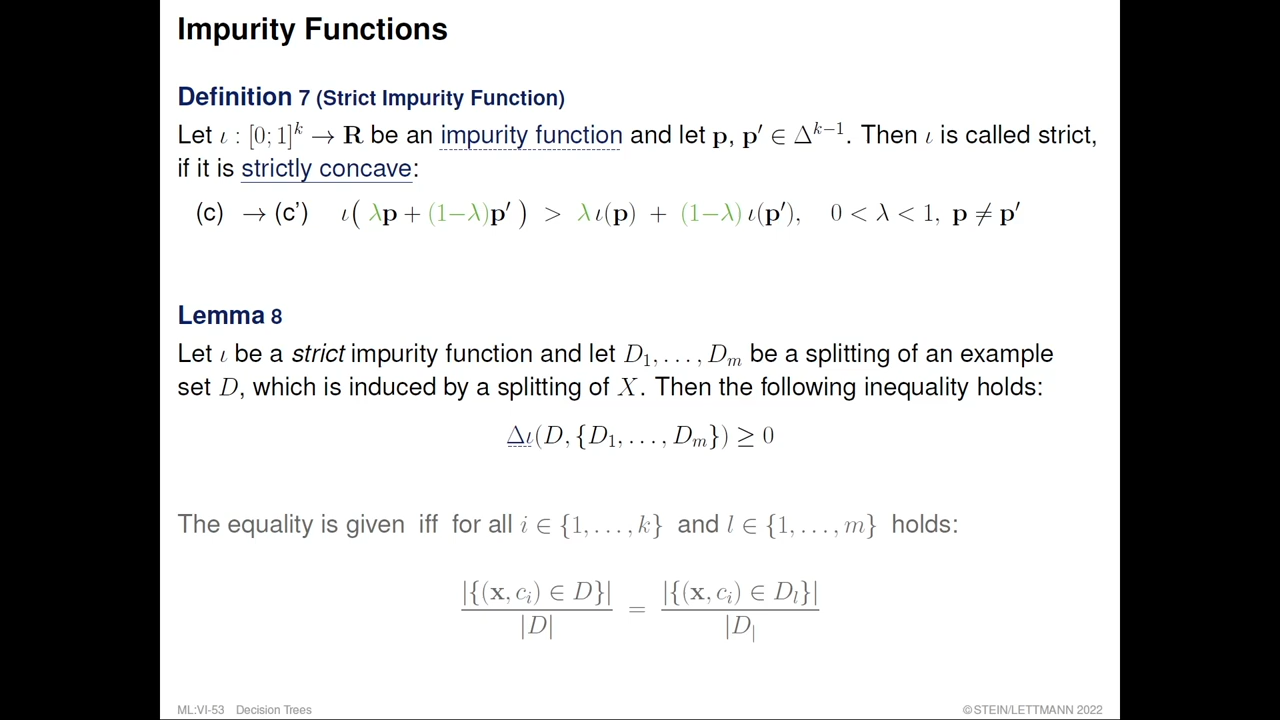 Impurity Functions
Definition 7 (Strict Impurity Function)
Let ι : [0; 1]^k → R be an impurity function and let p, p′ ∈ Δ^{k−1}. Then ι is called strict,
if it is strictly concave:
(c) → (c’) ι( λp + (1−λ)p′ ) > λ ι(p) + (1−λ) ι(p′), 0 < λ < 1, p ≠ p′
Lemma 8
Let ι be a strict impurity function and let D_1, . . . , D_m be a splitting of an example
set D, which is induced by a splitting of X. Then the following inequality holds:
Δι(D, {D_1, . . . , D_m}) ≥ 0
The equality is given iff for all i ∈ {1, . . . , k} and l ∈ {1, . . . , m} holds:
|{(x, c_i) ∈ D}| / |D| = |{(x, c_i) ∈ D_l}| / |D_|
ML:VI-53 Decision Trees
©STEIN/LETTMANN 2022